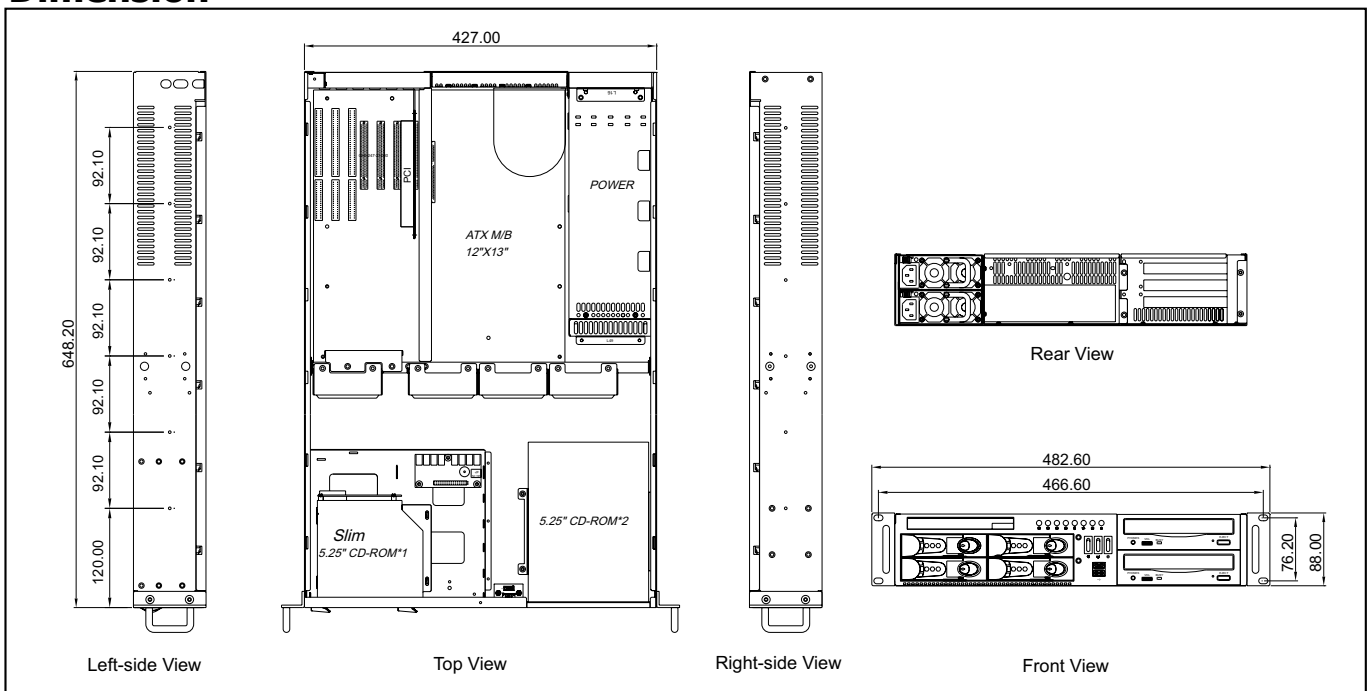 Dimension
427.00
648.20
92.10
92.10
92.10
92.10
92.10
120.00
PCI
ATX M/B
12"X13"
POWER
Slim
5.25" CD-ROM*1
5.25" CD-ROM*2
Left-side View
Top View
Right-side View
Rear View
482.60
466.60
76.20
88.00
Front View